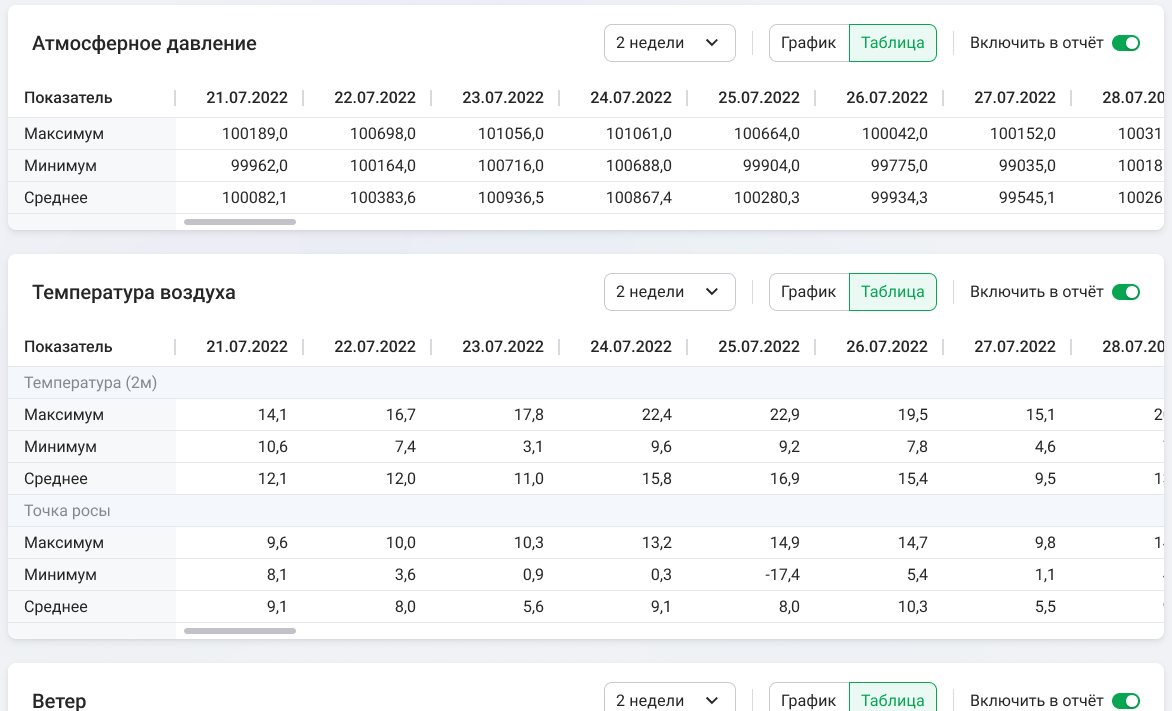 Атмосферное давление 2 недели График Таблица Включить в отчёт
Показатель 21.07.2022 22.07.2022 23.07.2022 24.07.2022 25.07.2022 26.07.2022 27.07.2022 28.07.20
Максимум 100189,0 100698,0 101056,0 101061,0 100664,0 100042,0 100152,0 10031
Минимум 99962,0 100164,0 100716,0 100688,0 99904,0 99775,0 99035,0 10018
Среднее 100082,1 100383,6 100936,5 100867,4 100280,3 99934,3 99545,1 10026
Температура воздуха 2 недели График Таблица Включить в отчёт
Показатель 21.07.2022 22.07.2022 23.07.2022 24.07.2022 25.07.2022 26.07.2022 27.07.2022 28.07.20
Температура (2м)
Максимум 14,1 16,7 17,8 22,4 22,9 19,5 15,1 2
Минимум 10,6 7,4 3,1 9,6 9,2 7,8 4,6
Среднее 12,1 12,0 11,0 15,8 16,9 15,4 9,5 1
Точка росы
Максимум 9,6 10,0 10,3 13,2 14,9 14,7 9,8 1
Минимум 8,1 3,6 0,9 0,3 -17,4 5,4 1,1
Среднее 9,1 8,0 5,6 9,1 8,0 10,3 5,5
Ветер 2 недели График Таблица Включить в отчёт